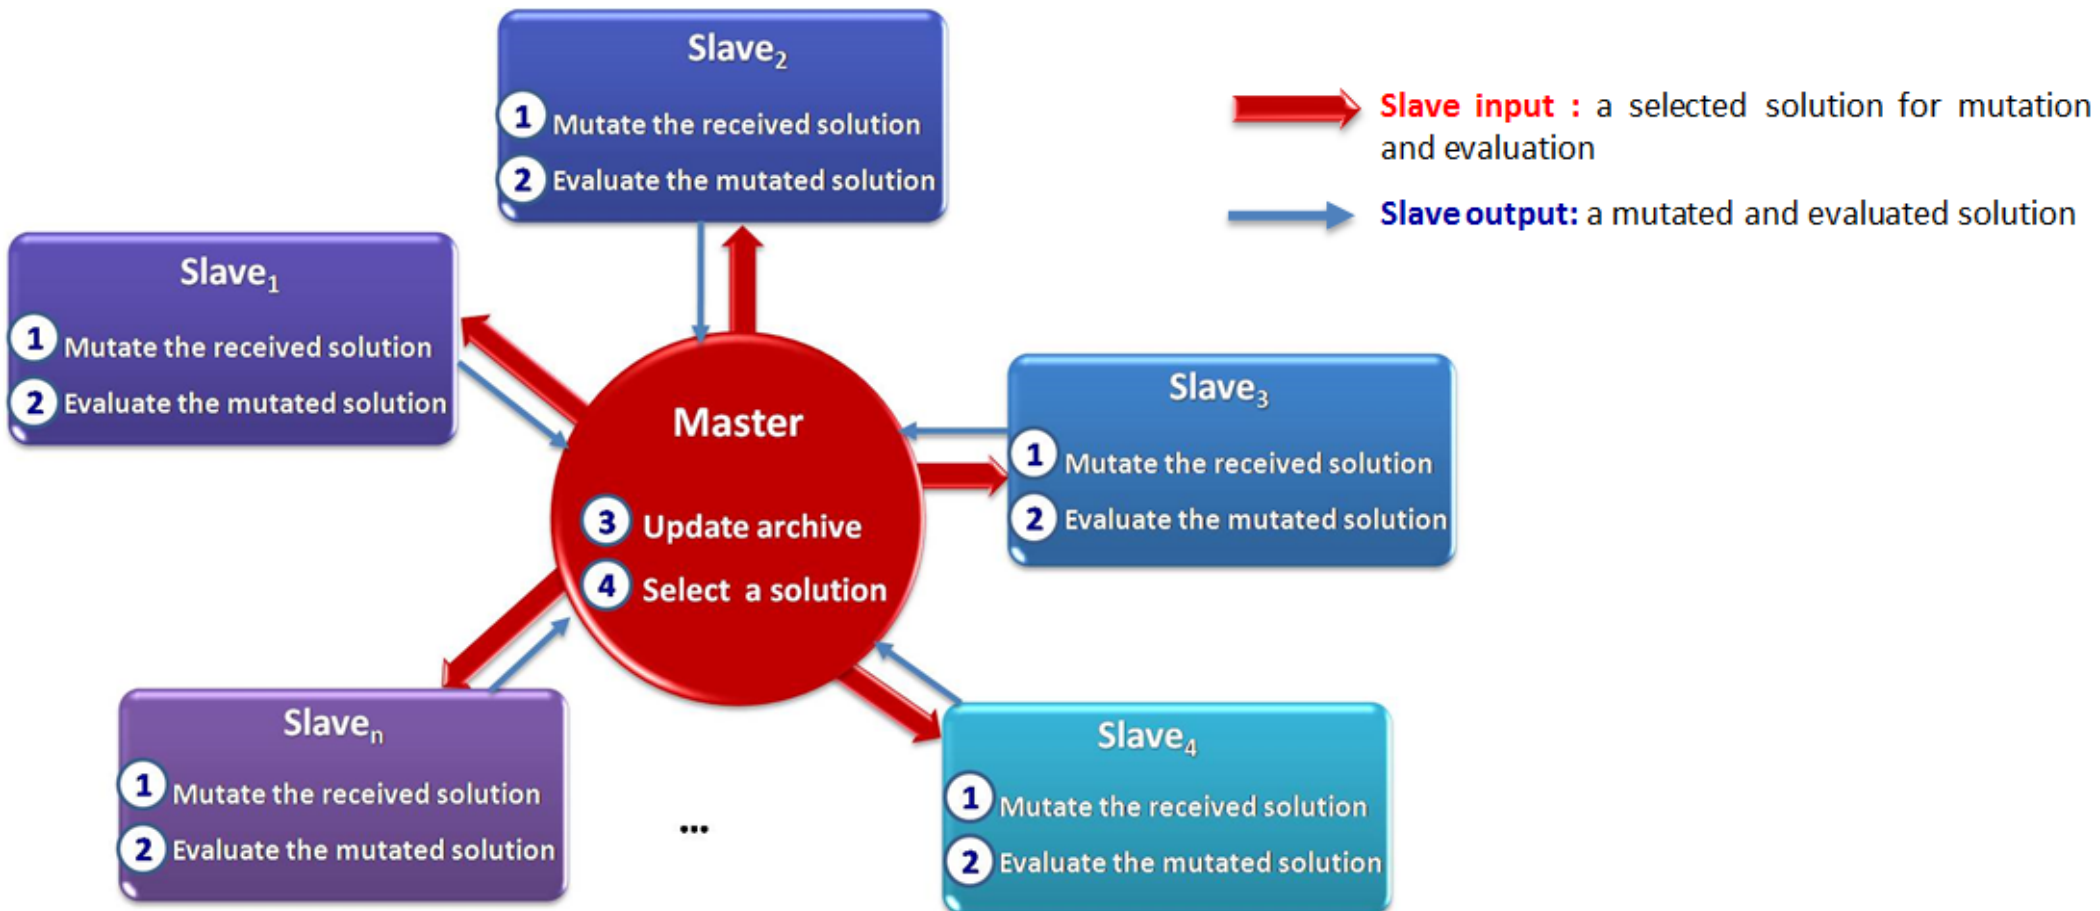 Slave2
1 Mutate the received solution
2 Evaluate the mutated solution
Slave input : a selected solution for mutation
and evaluation
Slave output: a mutated and evaluated solution
Slave1
1 Mutate the received solution
2 Evaluate the mutated solution
Master
3 Update archive
4 Select a solution
Slave3
1 Mutate the received solution
2 Evaluate the mutated solution
Slaven
1 Mutate the received solution
2 Evaluate the mutated solution
...
Slave4
1 Mutate the received solution
2 Evaluate the mutated solution